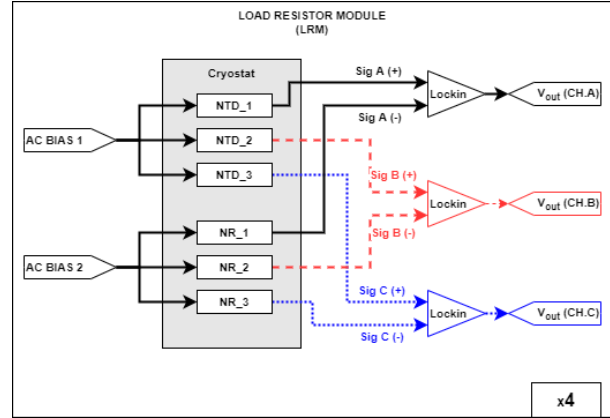 LOAD RESISTOR MODULE
(LRM)
Cryostat
Sig A (+)
NTD_1
Lockin
Vout (CH.A)
Sig A (-)
AC BIAS 1
NTD_2
NTD_3
Sig B (+)
Lockin
Vout (CH.B)
Sig B (-)
NR_1
AC BIAS 2
NR_2
NR_3
Sig C (+)
Lockin
Vout (CH.C)
Sig C (-)
x4